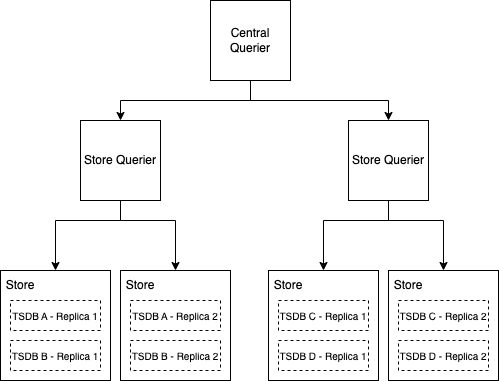 Central
Querier
Store Querier
Store Querier
Store
TSDB A - Replica 1
TSDB B - Replica 1
Store
TSDB A - Replica 2
TSDB B - Replica 2
Store
TSDB C - Replica 1
TSDB D - Replica 1
Store
TSDB C - Replica 2
TSDB D - Replica 2